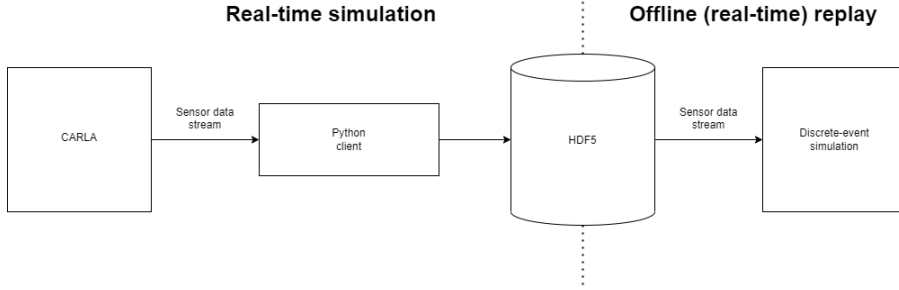 Real-time simulation
Offline (real-time) replay
CARLA
Sensor data
stream
Python
client
HDF5
Sensor data
stream
Discrete-event
simulation